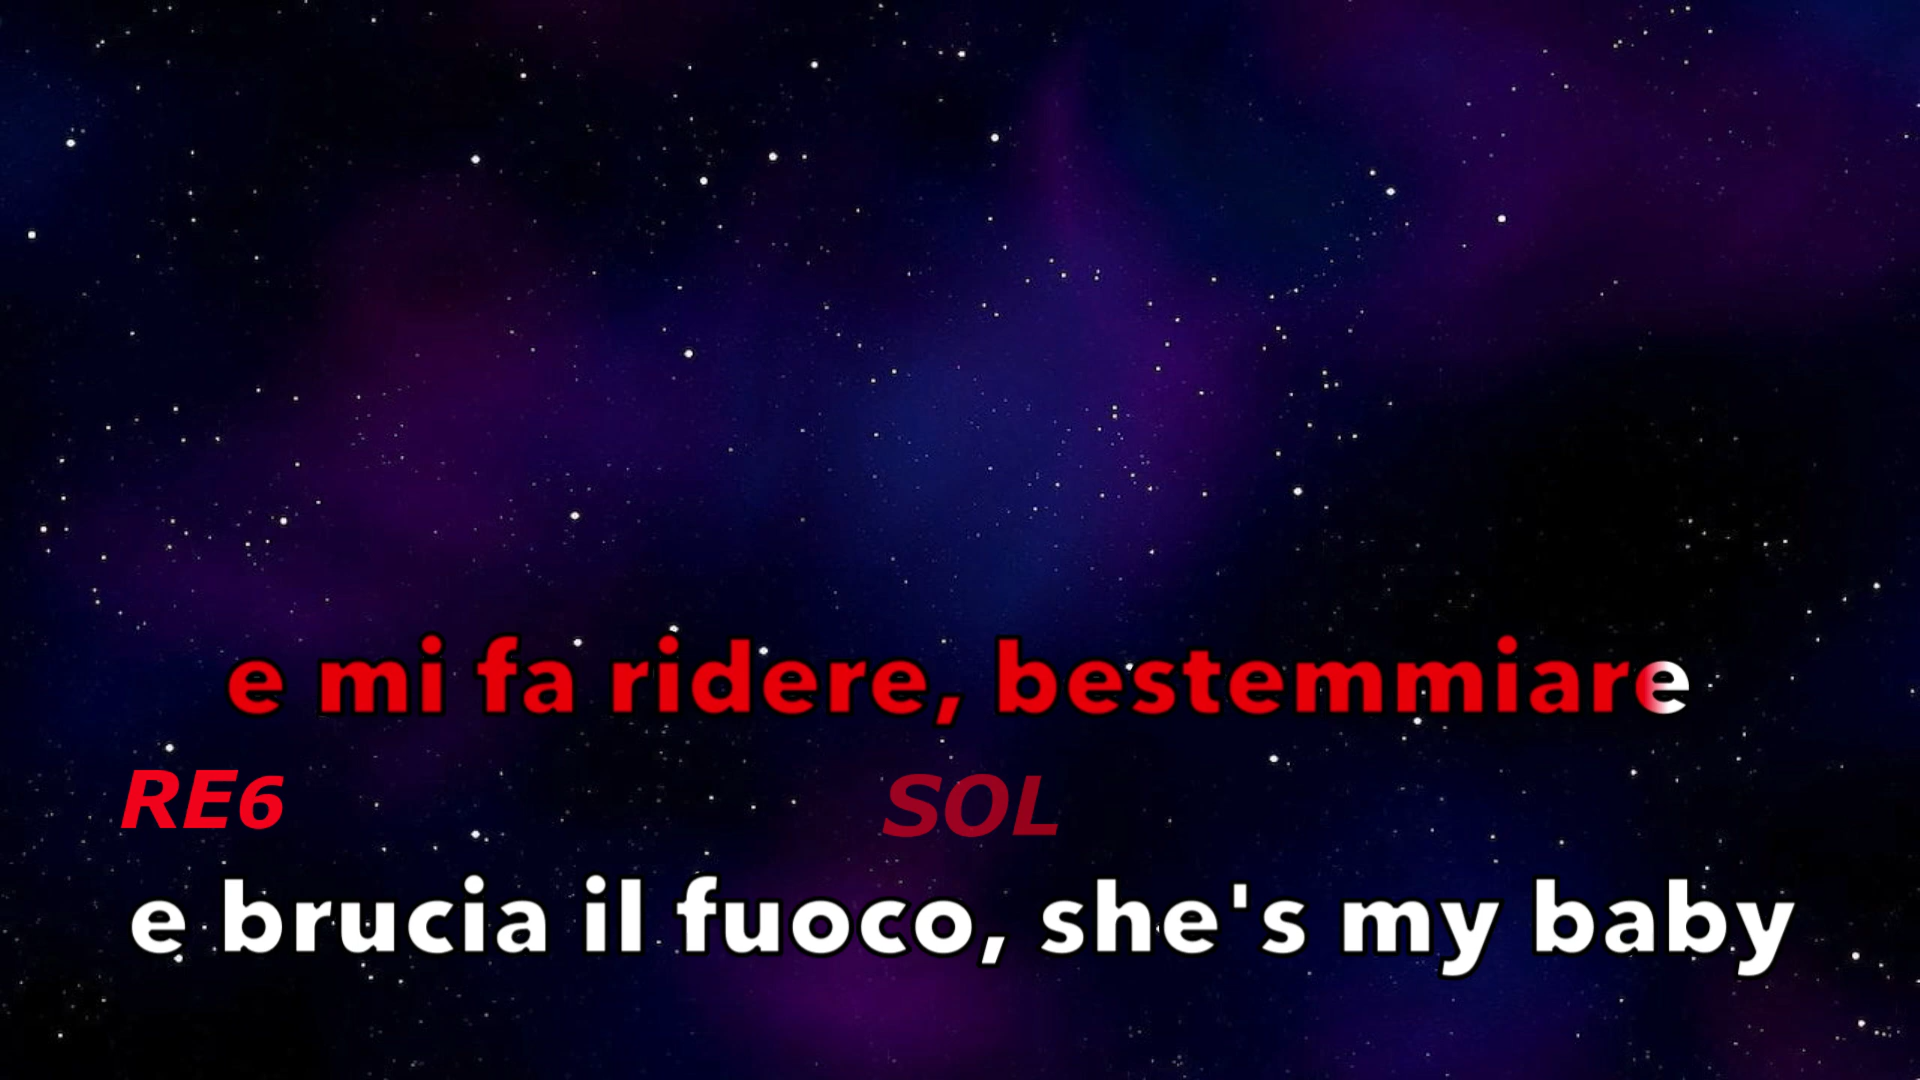 e mi fa ridere, bestemmiare
RE6 SOL
e brucia il fuoco, she's my baby